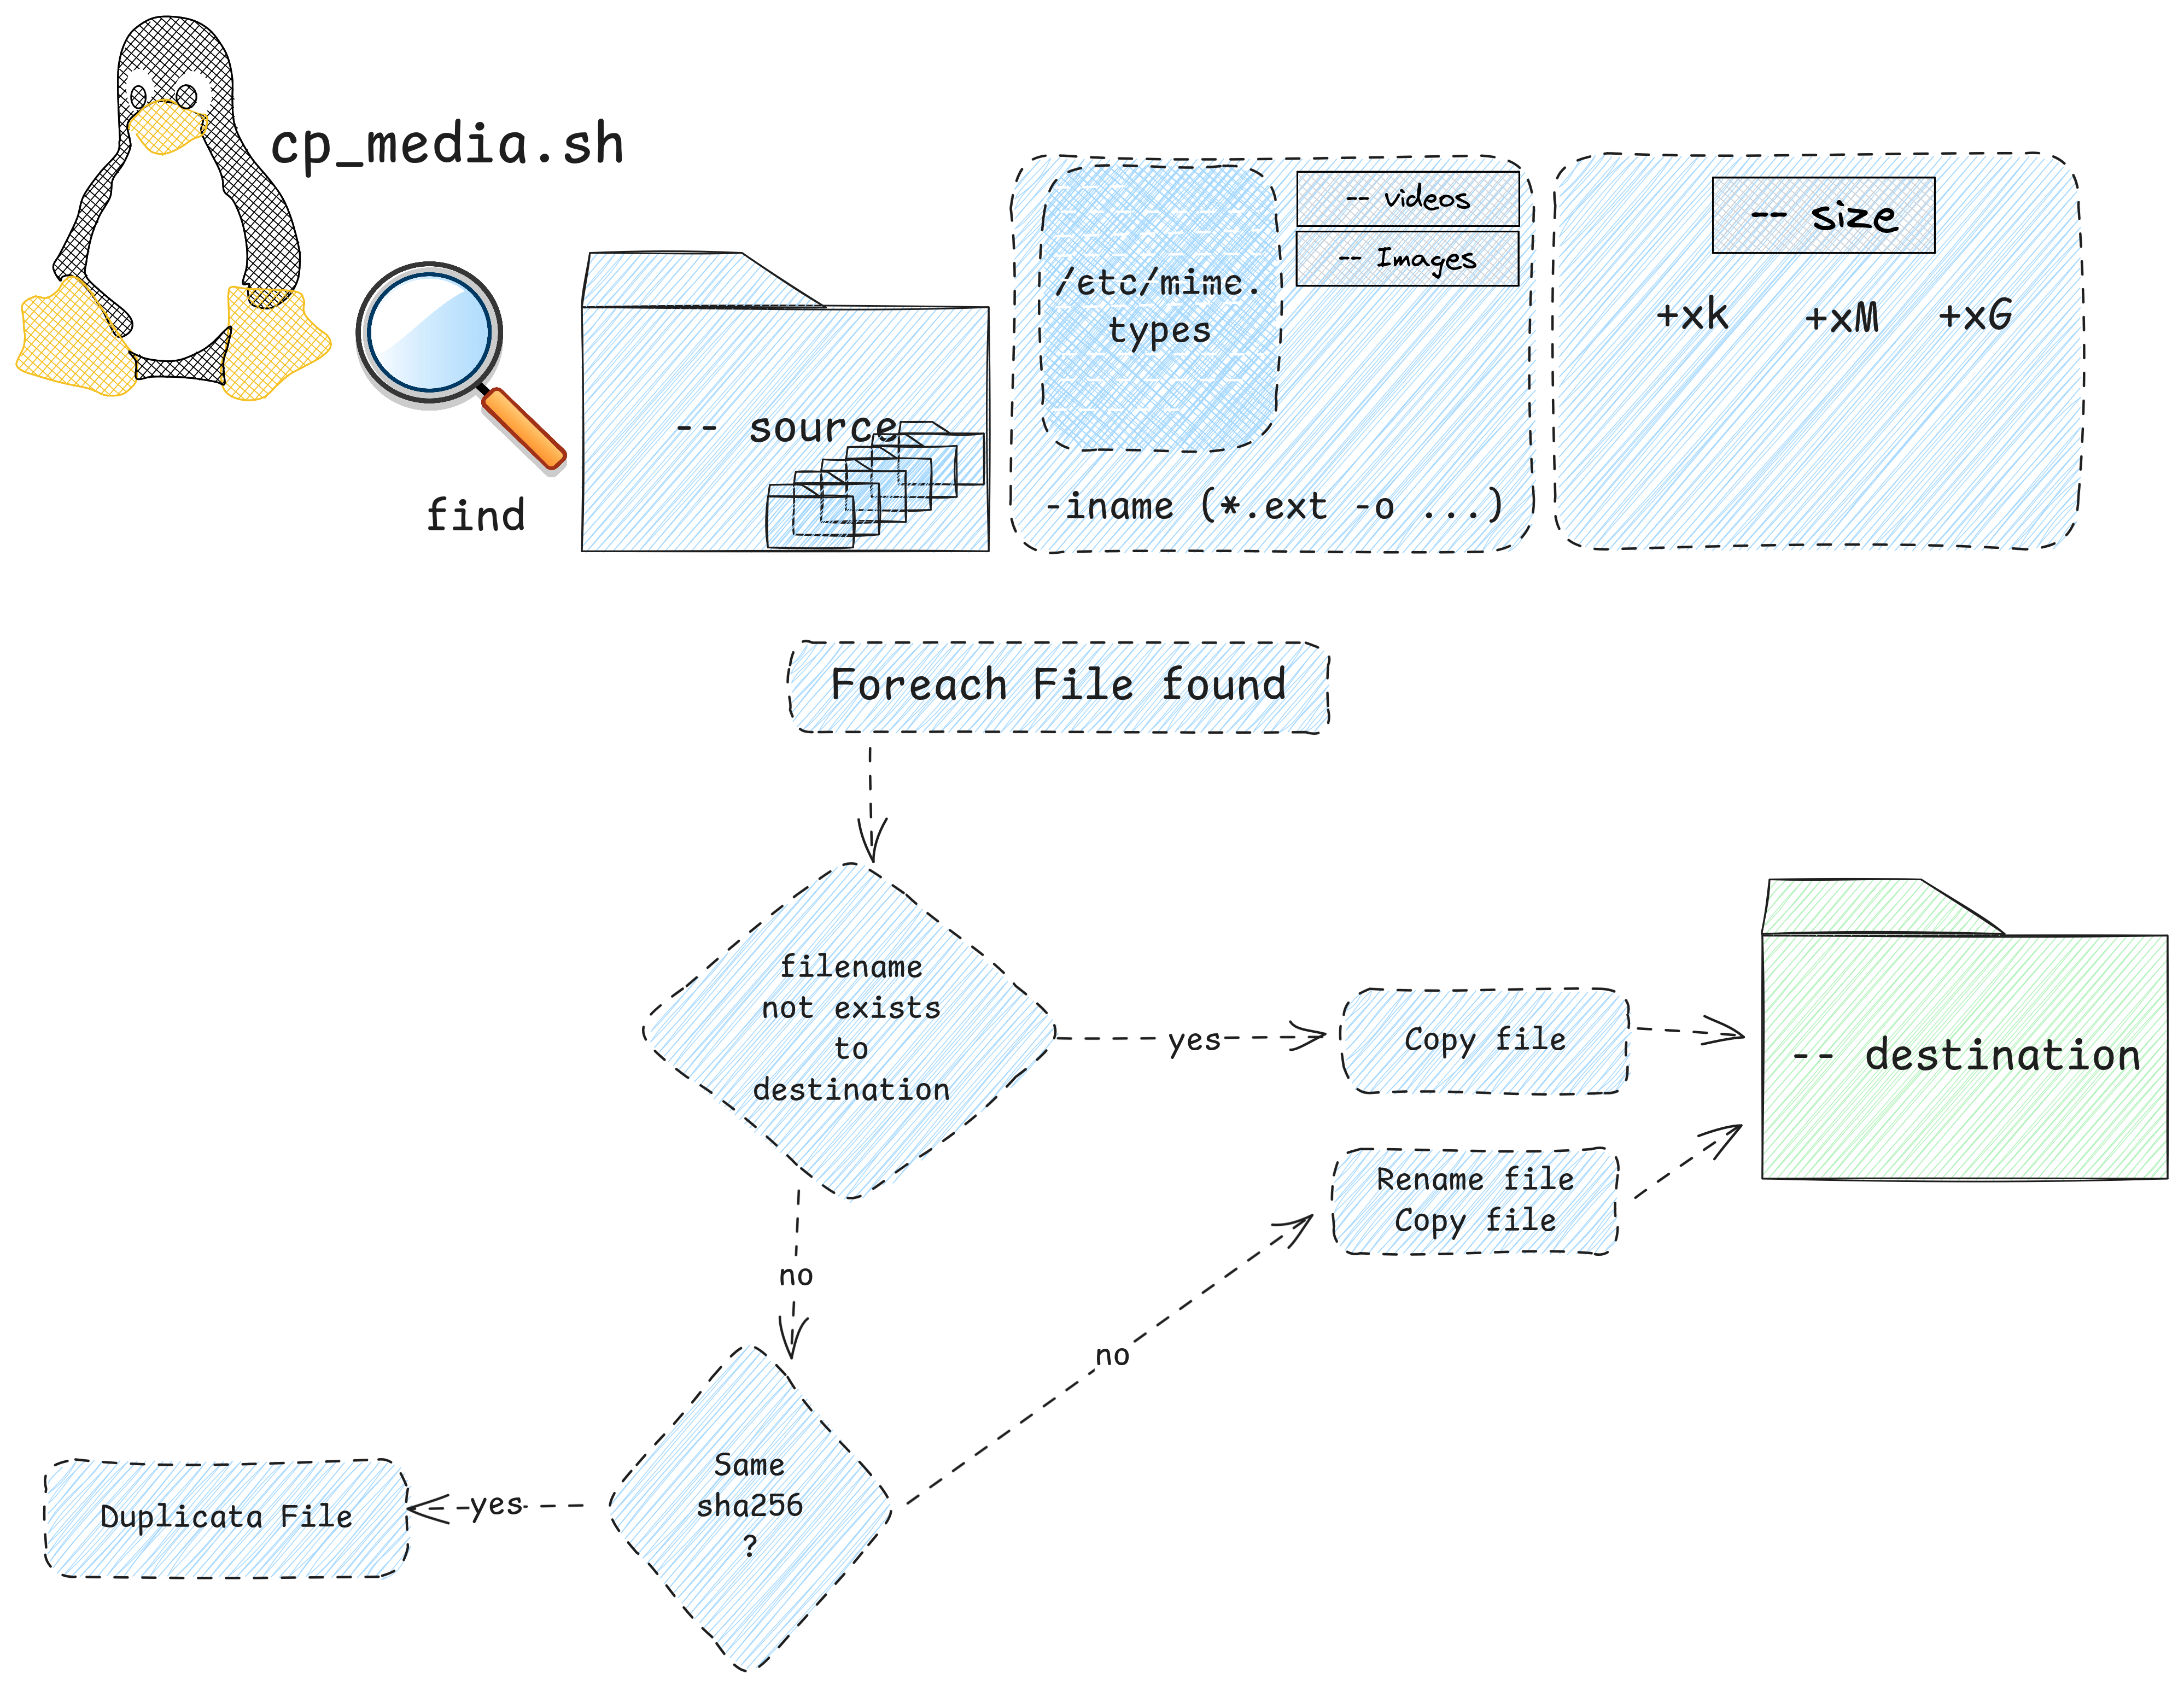 cp_media.sh
find
-- source
/etc/mime.
types
-- videos
-- Images
-iname (*.ext -o ...)
-- size
+xk +xM +xG
Foreach File found
filename
not exists
to
destination
yes
Copy file
-- destination
Rename file
Copy file
no
no
Same
sha256
?
yes
Duplicata File